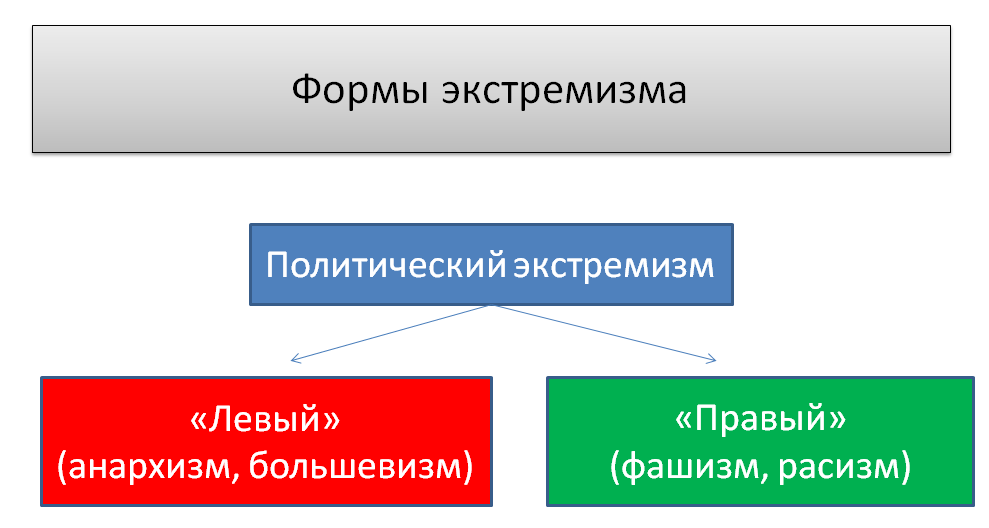 Формы экстремизма
Политический экстремизм
«Левый»
(анархизм, большевизм)
«Правый»
(фашизм, расизм)